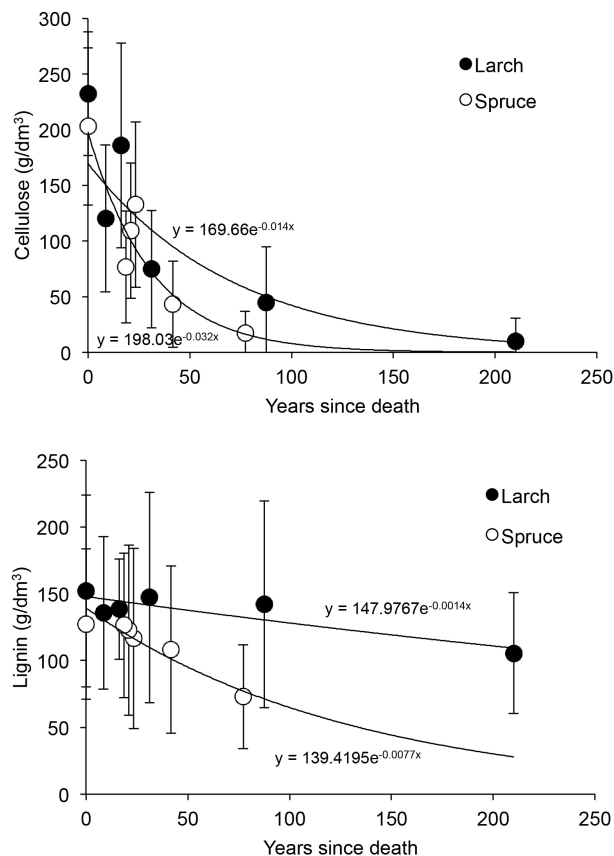 300
250
200
150
100
50
0
Cellulose (g/dm³)
Larch
Spruce
y = 169.66e^-0.014x
y = 198.03e^-0.032x
0 50 100 150 200 250
Years since death
250
200
150
100
50
0
Lignin (g/dm³)
Larch
Spruce
y = 147.9767e^-0.0014x
y = 139.4195e^-0.0077x
0 50 100 150 200 250
Years since death